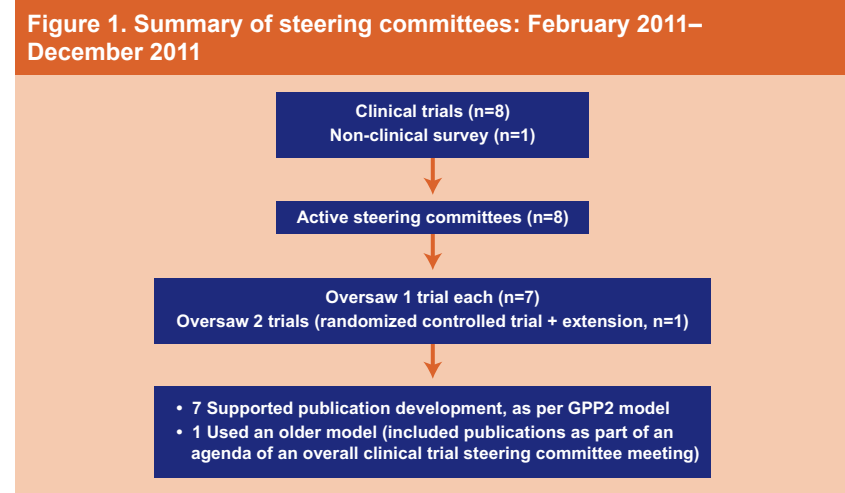 Figure 1. Summary of steering committees: February 2011–
December 2011
Clinical trials (n=8)
Non-clinical survey (n=1)
Active steering committees (n=8)
Oversaw 1 trial each (n=7)
Oversaw 2 trials (randomized controlled trial + extension, n=1)
• 7 Supported publication development, as per GPP2 model
• 1 Used an older model (included publications as part of an
agenda of an overall clinical trial steering committee meeting)